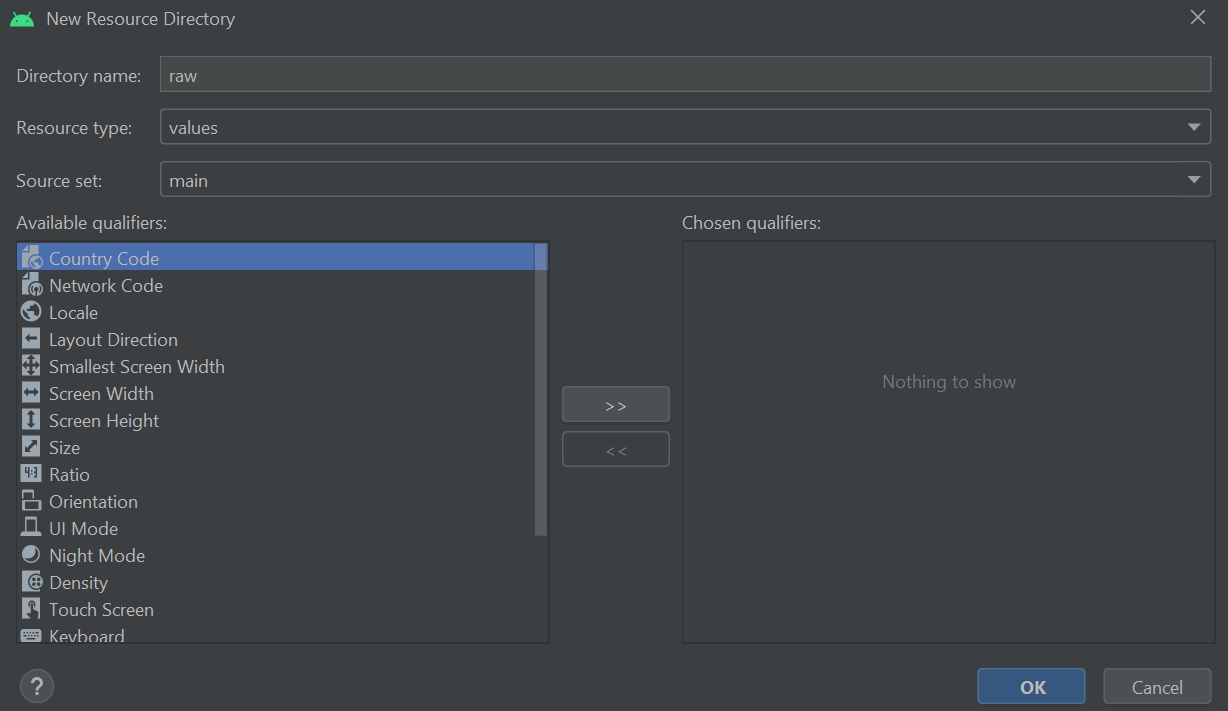 New Resource Directory
Directory name: raw
Resource type: values
Source set: main
Available qualifiers:
Chosen qualifiers:
Country Code
Network Code
Locale
Layout Direction
Smallest Screen Width
Screen Width
Screen Height
Size
Ratio
Orientation
UI Mode
Night Mode
Density
Touch Screen
Keyboard
>>
<<
Nothing to show
?
OK
Cancel